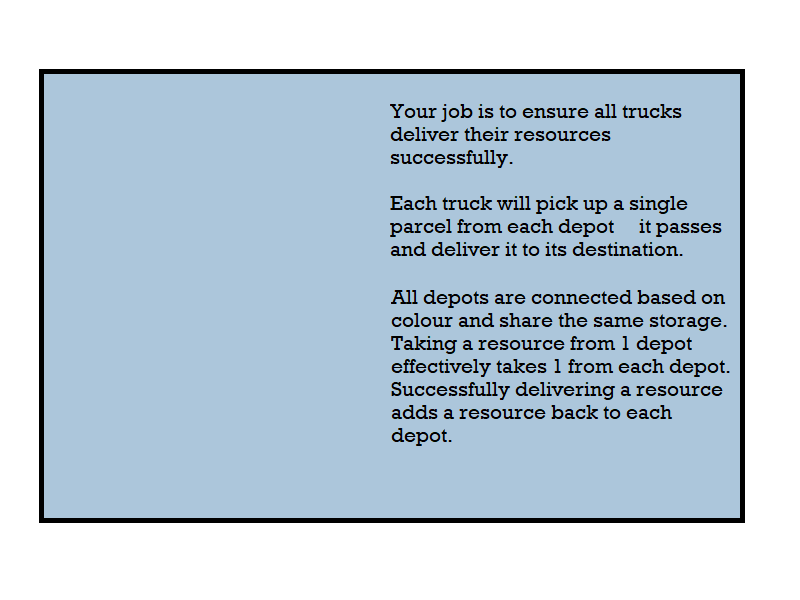 Your job is to ensure all trucks
deliver their resources
successfully.
Each truck will pick up a single
parcel from each depot it passes
and deliver it to its destination.
All depots are connected based on
colour and share the same storage.
Taking a resource from 1 depot
effectively takes 1 from each depot.
Successfully delivering a resource
adds a resource back to each
depot.